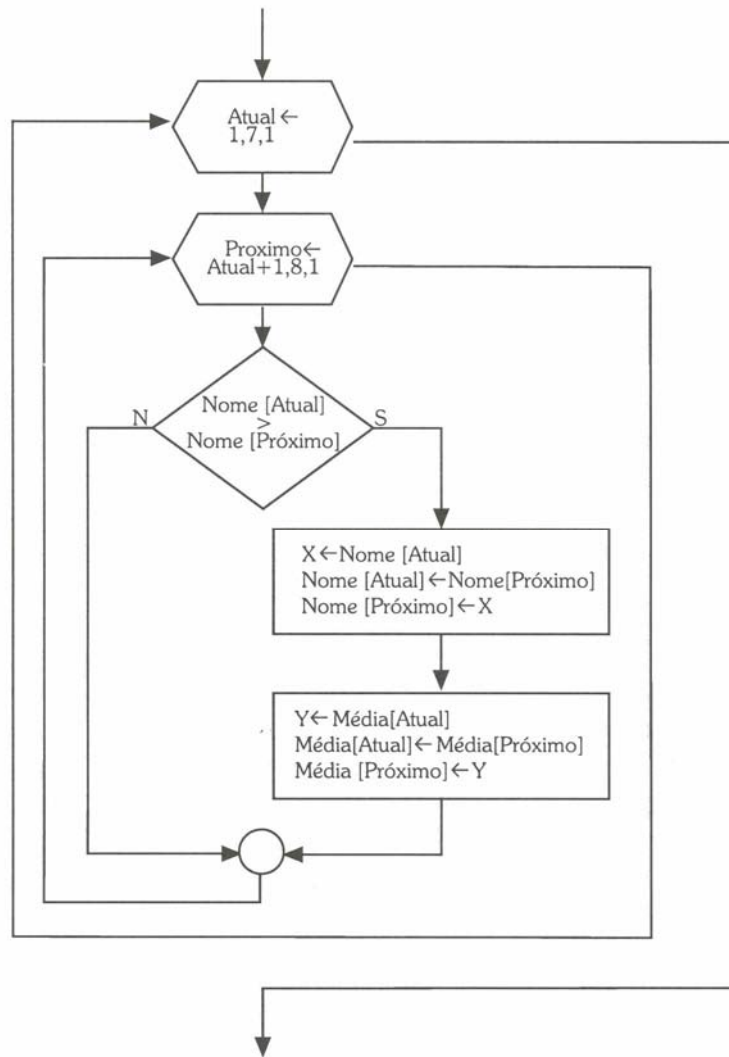 Atual ←
1,7,1
Proximo←
Atual+1,8,1
Nome [Atual]
>
Nome [Próximo]
N
S
X←Nome [Atual]
Nome [Atual]←Nome[Próximo]
Nome [Próximo]←X
Y← Média[Atual]
Média[Atual]←Média[Próximo]
Média [Próximo]←Y